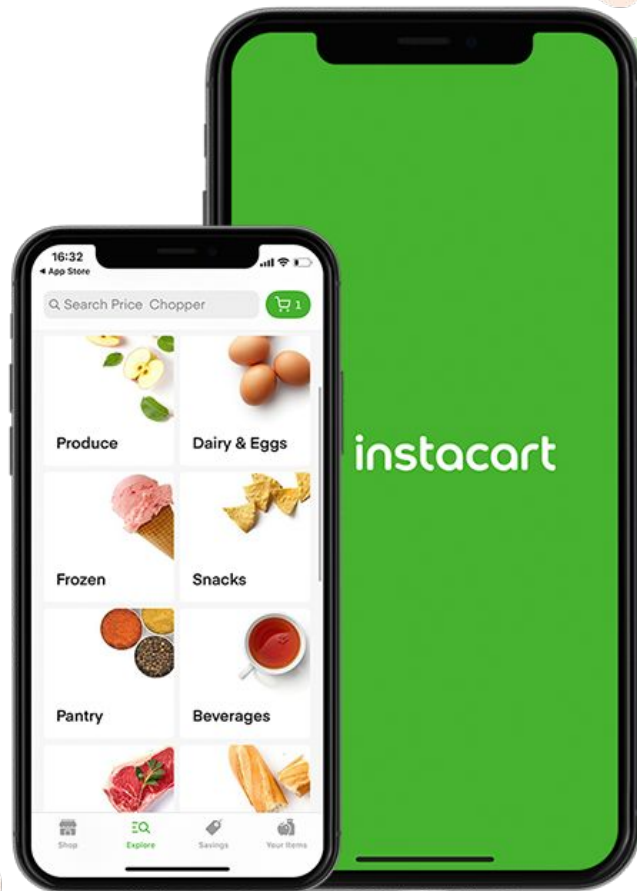 16:32
◀ App Store
Search Price Chopper
1
Produce
Dairy & Eggs
Frozen
Snacks
Pantry
Beverages
Shop
Explore
Savings
Your Items
instacart